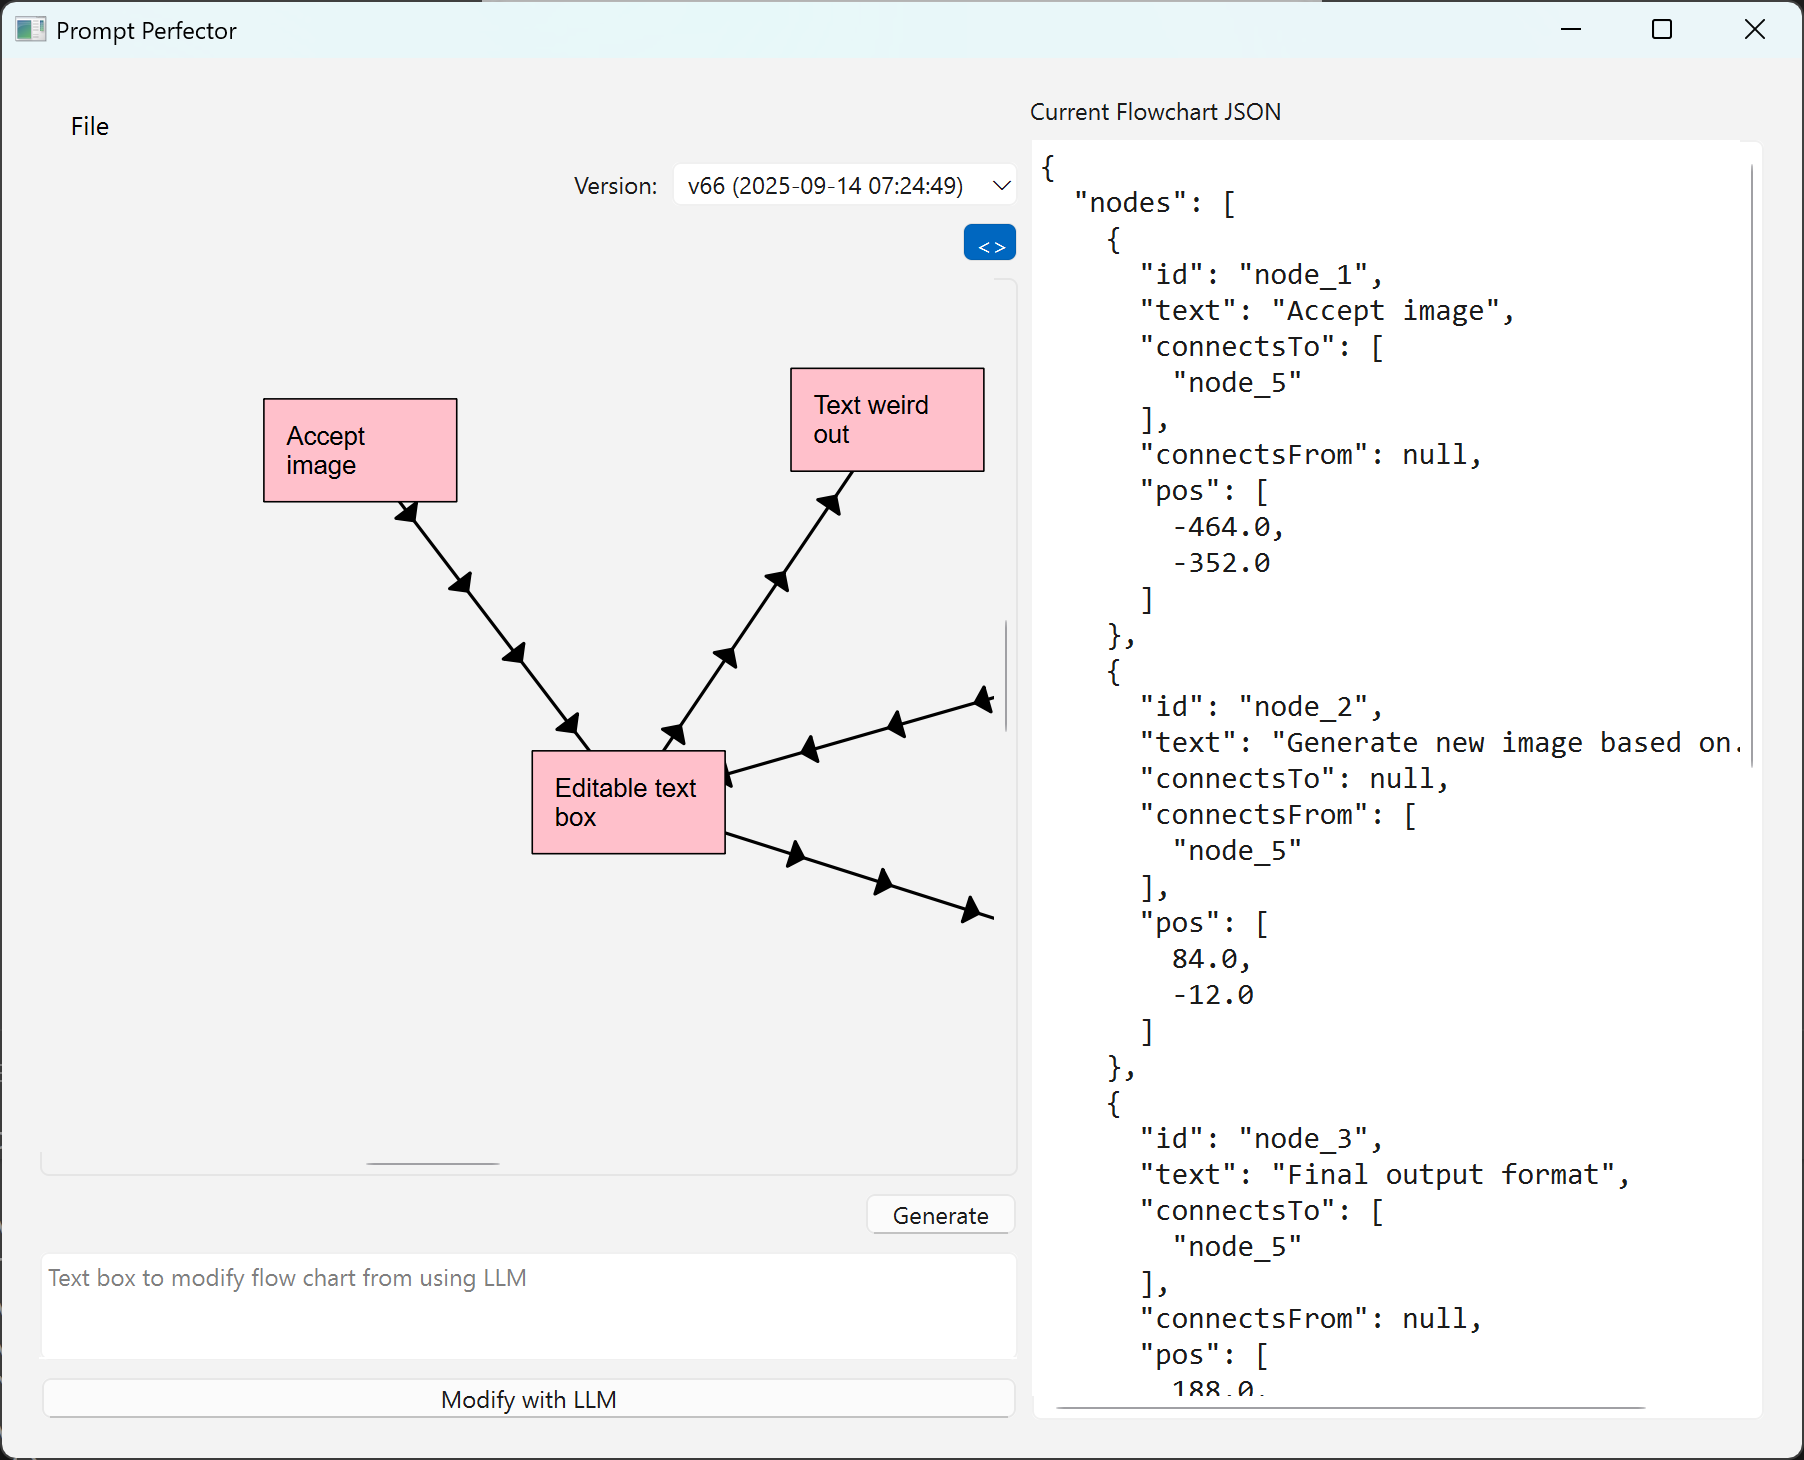 Prompt Perfector
File
Version:
v66 (2025-09-14 07:24:49)
<>
Accept
image
Text weird
out
Editable text
box
Generate
Text box to modify flow chart from using LLM
Modify with LLM
Current Flowchart JSON
{
  "nodes": [
    {
      "id": "node_1",
      "text": "Accept image",
      "connectsTo": [
        "node_5"
      ],
      "connectsFrom": null,
      "pos": [
        -464.0,
        -352.0
      ]
    },
    {
      "id": "node_2",
      "text": "Generate new image based on.
      "connectsTo": null,
      "connectsFrom": [
        "node_5"
      ],
      "pos": [
        84.0,
        -12.0
      ]
    },
    {
      "id": "node_3",
      "text": "Final output format",
      "connectsTo": [
        "node_5"
      ],
      "connectsFrom": null,
      "pos": [
        188.0,